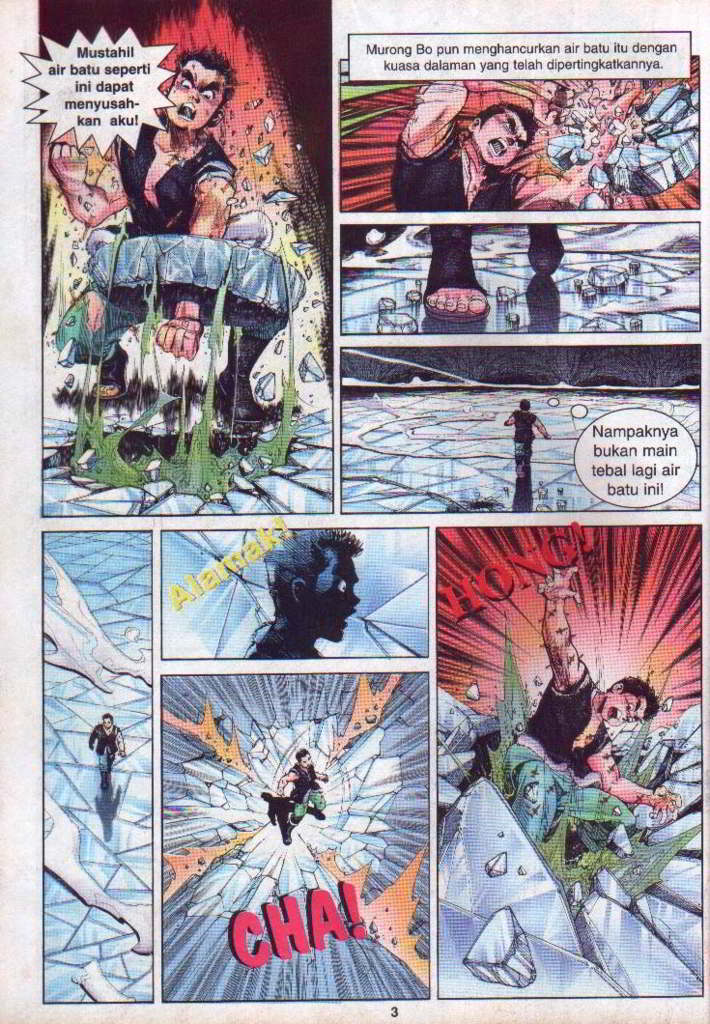 Mustahil
air batu seperti
ini dapat
menyusah-
kan aku!
Murong Bo pun menghancurkan air batu itu dengan
kuasa dalaman yang telah dipertingkatkannya.
Nampaknya
bukan main
tebal lagi air
batu ini!
Alamak!
CHA!
HONG!
3